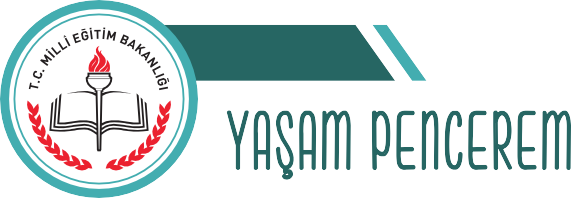 T.C. MİLLİ EĞİTİM BAKANLIĞI
YAŞAM PENCEREM